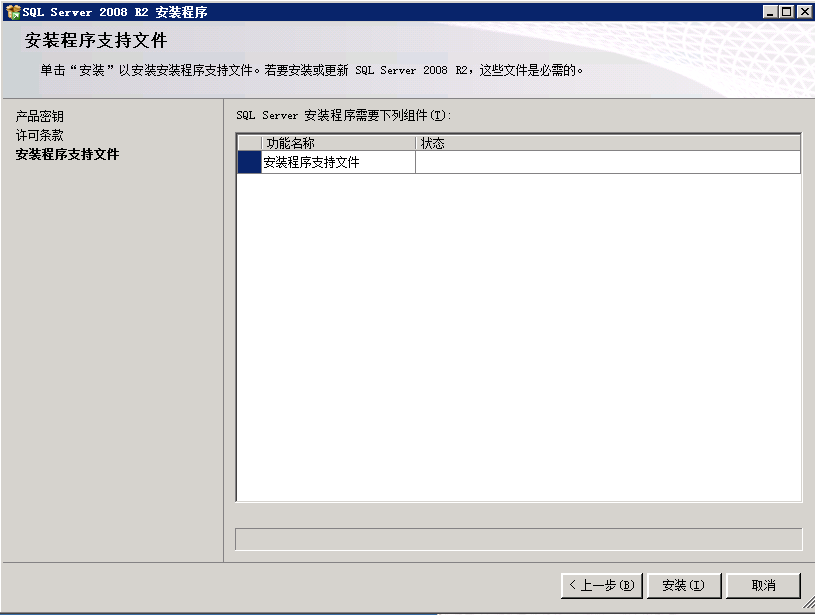 SQL Server 2008 R2 安装程序
安装程序支持文件
单击“安装”以安装安装程序支持文件。若要安装或更新 SQL Server 2008 R2，这些文件是必需的。
产品密钥
许可条款
安装程序支持文件
SQL Server 安装程序需要下列组件(T):
功能名称 状态
安装程序支持文件
< 上一步(B) 安装(I) 取消